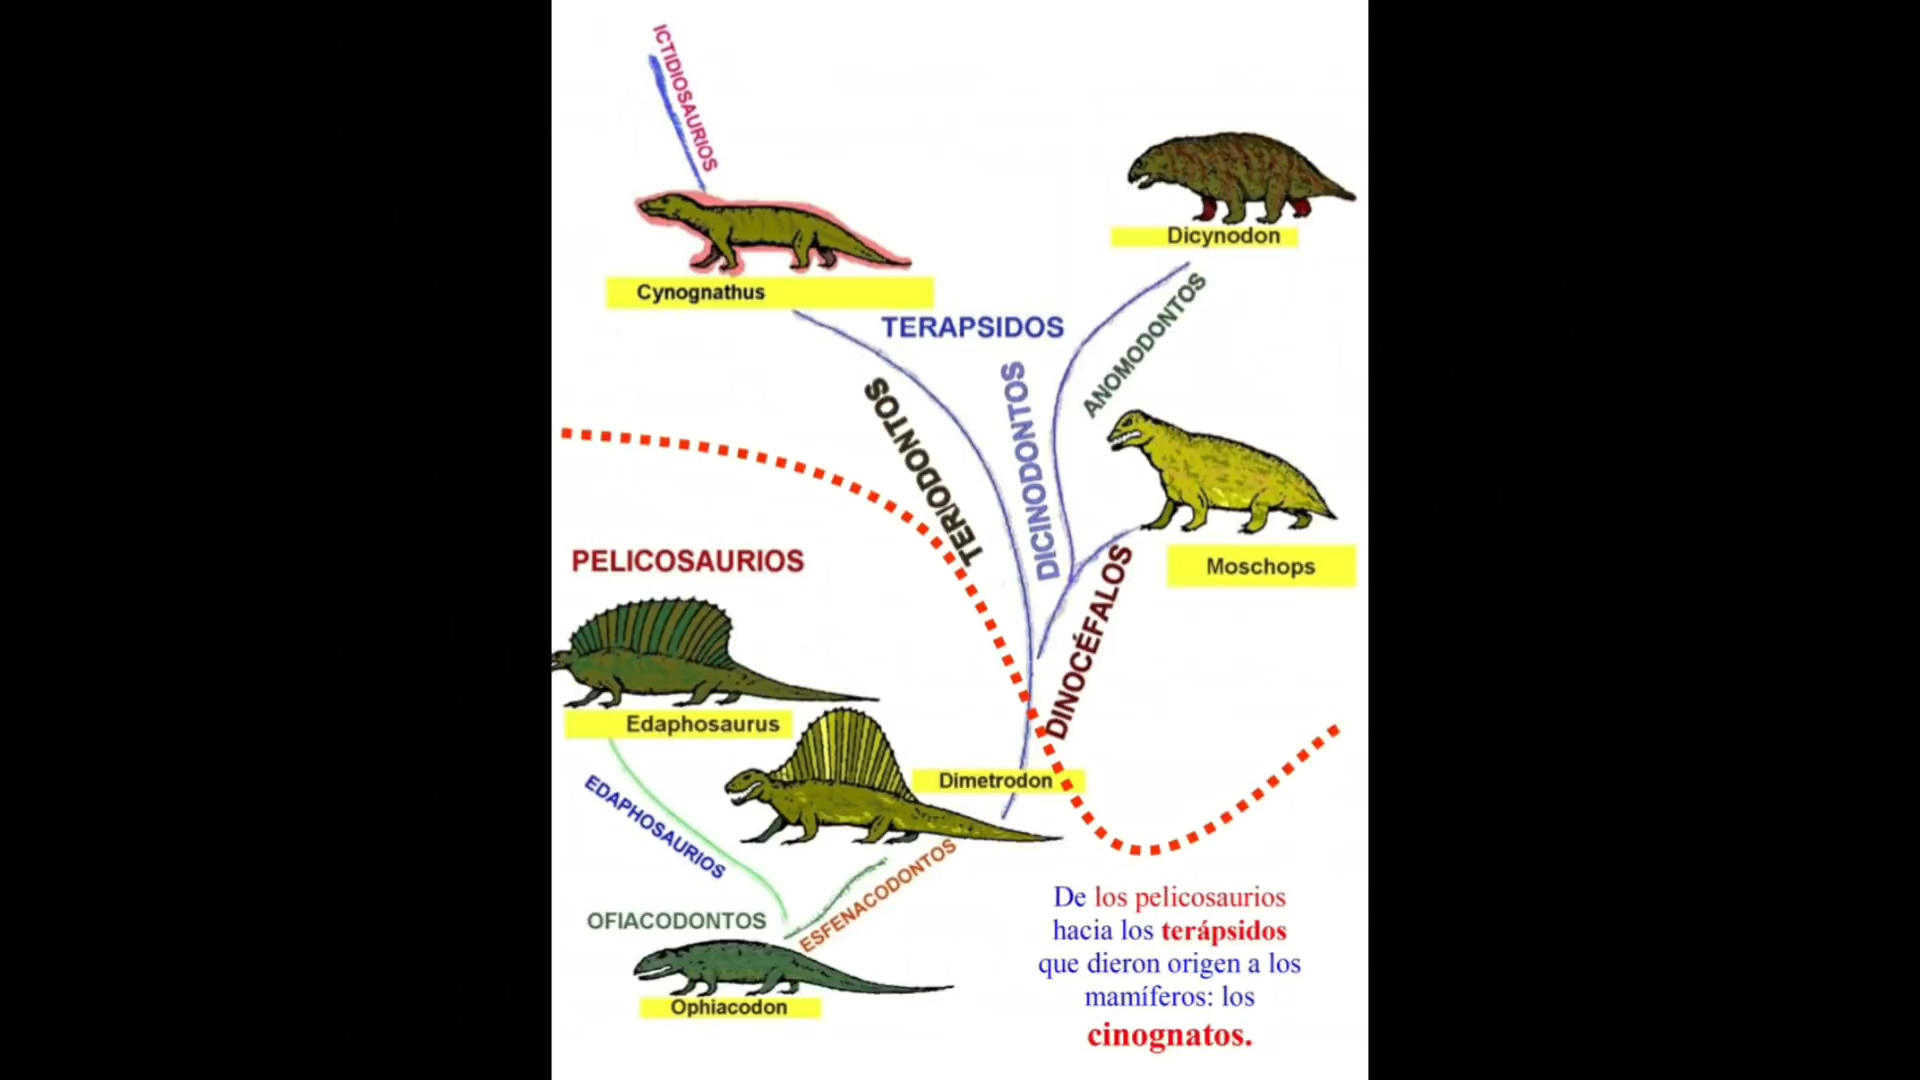 ICTIDIOSAURIOS
Dicynodon
Cynognathus
TERAPSIDOS
ANOMODONTOS
TERIODONTOS
DICINODONTOS
PELICOSAURIOS
Moschops
DINOCÉFALOS
Edaphosaurus
Dimetrodon
EDAPHOSAURIOS
ESFENACODONTOS
OFIACODONTOS
Ophiacodon
De los pelicosaurios
hacia los terápsidos
que dieron origen a los
mamíferos: los
cinognatos.